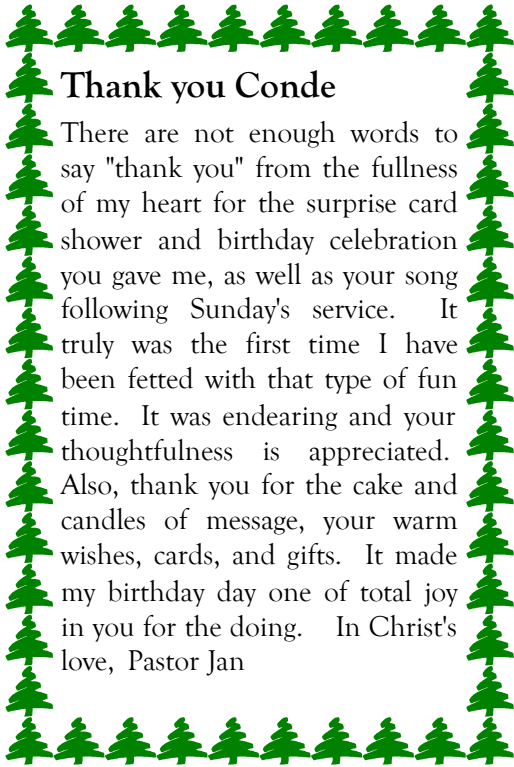 Thank you Conde
There are not enough words to
say "thank you" from the fullness
of my heart for the surprise card
shower and birthday celebration
you gave me, as well as your song
following Sunday's service. It
truly was the first time I have
been fetted with that type of fun
time. It was endearing and your
thoughtfulness is appreciated.
Also, thank you for the cake and
candles of message, your warm
wishes, cards, and gifts. It made
my birthday day one of total joy
in you for the doing. In Christ's
love, Pastor Jan